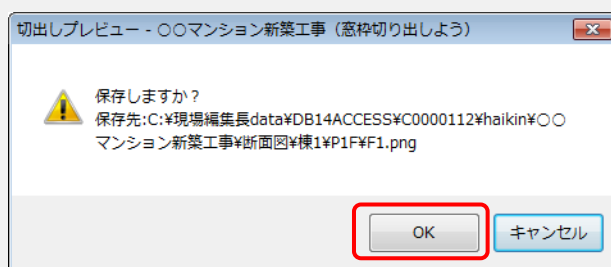 切出しプレビュー - 〇〇マンション新築工事（窓枠切り出しよう）
保存しますか？
保存先:C:¥現場編集長data¥DB14ACCESS¥C0000112¥haikin¥〇〇
マンション新築工事¥断面図¥棟1¥P1F¥F1.png
OK
キャンセル